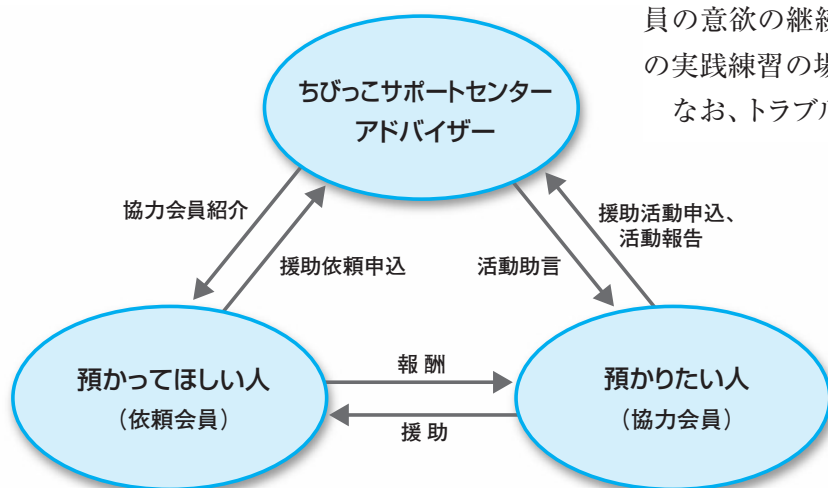 員の意欲の継続
の実践練習の場
なお、トラブル
ちびっこサポートセンター
アドバイザー
協力会員紹介
援助依頼申込
活動助言
援助活動申込、
活動報告
預かってほしい人
（依頼会員）
報 酬
援 助
預かりたい人
（協力会員）